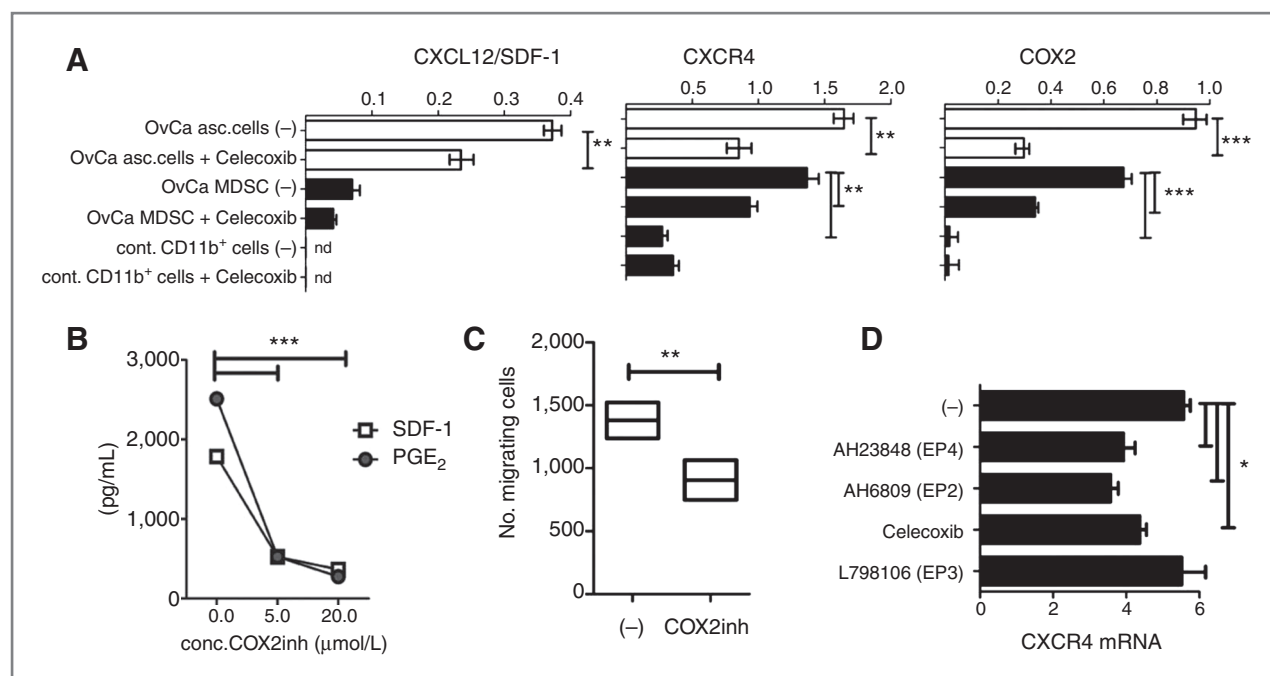 A
CXCL12/SDF-1
CXCR4
COX2
0.1 0.2 0.3 0.4
0.5 1.0 1.5 2.0
0.2 0.4 0.6 0.8 1.0
OvCa asc.cells (–)
OvCa asc.cells + Celecoxib
OvCa MDSC (–)
OvCa MDSC + Celecoxib
cont. CD11b⁺ cells (–)
cont. CD11b⁺ cells + Celecoxib
nd
nd
**
**
**
***
***
B
3,000
2,000
1,000
0
(pg/mL)
***
SDF-1
PGE₂
0.0 5.0 20.0
conc.COX2inh (μmol/L)
C
2,000
1,500
1,000
500
0
No. migrating cells
**
(–) COX2inh
D
(–)
AH23848 (EP4)
AH6809 (EP2)
Celecoxib
L798106 (EP3)
*
0 2 4 6
CXCR4 mRNA